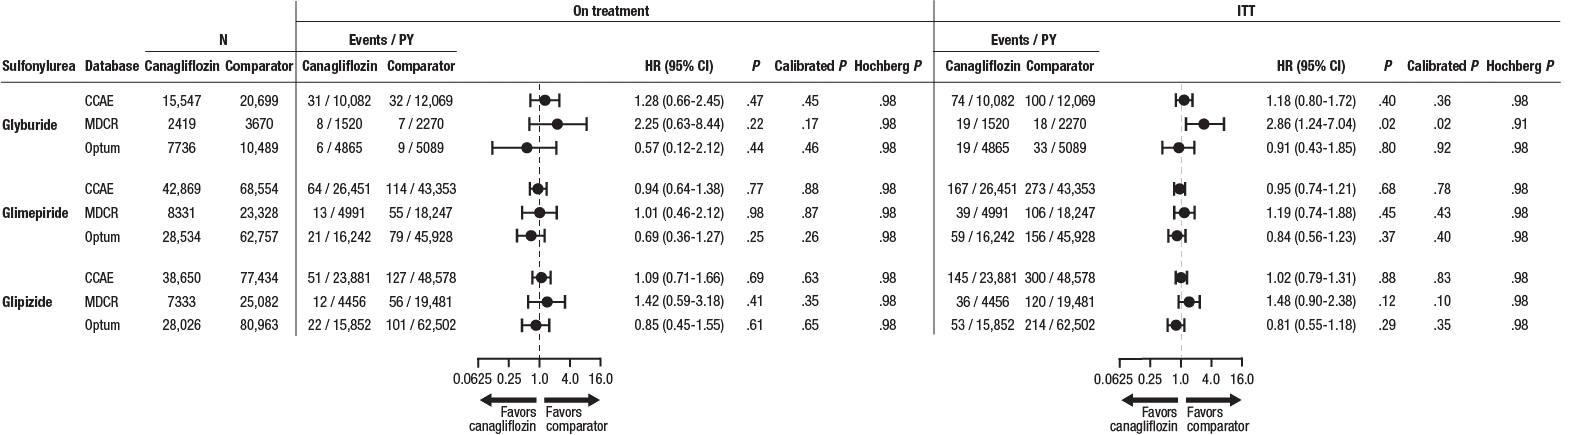 On treatment ITT
N Events / PY Events / PY
Sulfonylurea Database Canagliflozin Comparator Canagliflozin Comparator HR (95% CI) P Calibrated P Hochberg P Canagliflozin Comparator HR (95% CI) P Calibrated P Hochberg P
CCAE 15,547 20,699 31 / 10,082 32 / 12,069 1.28 (0.66-2.45) .47 .45 .98 74 / 10,082 100 / 12,069 1.18 (0.80-1.72) .40 .36 .98
Glyburide MDCR 2419 3670 8 / 1520 7 / 2270 2.25 (0.63-8.44) .22 .17 .98 19 / 1520 18 / 2270 2.86 (1.24-7.04) .02 .02 .91
Optum 7736 10,489 6 / 4865 9 / 5089 0.57 (0.12-2.12) .44 .46 .98 19 / 4865 33 / 5089 0.91 (0.43-1.85) .80 .92 .98
CCAE 42,869 68,554 64 / 26,451 114 / 43,353 0.94 (0.64-1.38) .77 .88 .98 167 / 26,451 273 / 43,353 0.95 (0.74-1.21) .68 .78 .98
Glimepiride MDCR 8331 23,328 13 / 4991 55 / 18,247 1.01 (0.46-2.12) .98 .87 .98 39 / 4991 106 / 18,247 1.19 (0.74-1.88) .45 .43 .98
Optum 28,534 62,757 21 / 16,242 79 / 45,928 0.69 (0.36-1.27) .25 .26 .98 59 / 16,242 156 / 45,928 0.84 (0.56-1.23) .37 .40 .98
CCAE 38,650 77,434 51 / 23,881 127 / 48,578 1.09 (0.71-1.66) .69 .63 .98 145 / 23,881 300 / 48,578 1.02 (0.79-1.31) .88 .83 .98
Glipizide MDCR 7333 25,082 12 / 4456 56 / 19,481 1.42 (0.59-3.18) .41 .35 .98 36 / 4456 120 / 19,481 1.48 (0.90-2.38) .12 .10 .98
Optum 28,026 80,963 22 / 15,852 101 / 62,502 0.85 (0.45-1.55) .61 .65 .98 53 / 15,852 214 / 62,502 0.81 (0.55-1.18) .29 .35 .98
0.0625 0.25 1.0 4.0 16.0 0.0625 0.25 1.0 4.0 16.0
Favors Favors Favors Favors
canagliflozin comparator canagliflozin comparator